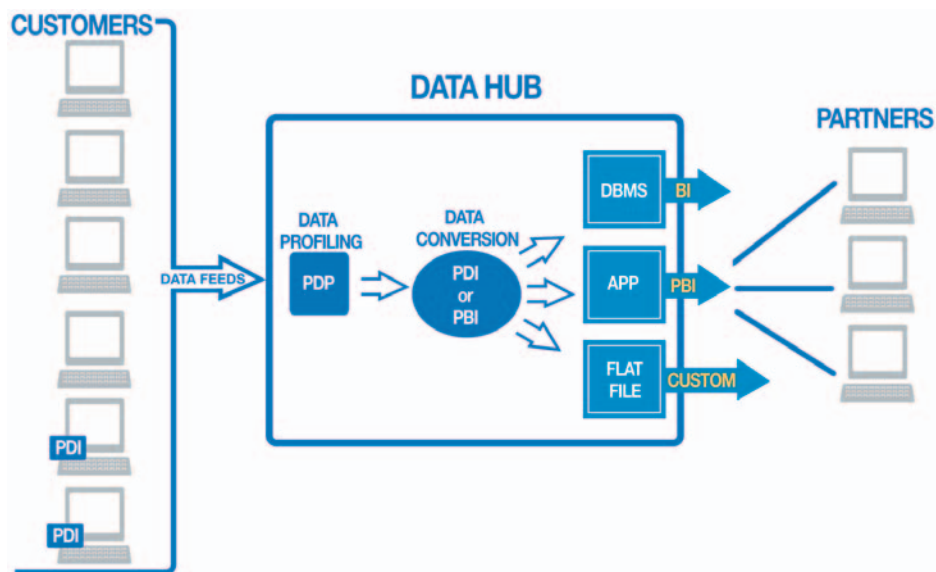 CUSTOMERS
DATA HUB
PARTNERS
DBMS
BI
DATA
PROFILING
DATA
CONVERSION
DATA FEEDS
PDP
PDI
or
PBI
APP
PBI
FLAT
FILE
CUSTOM
PDI
PDI